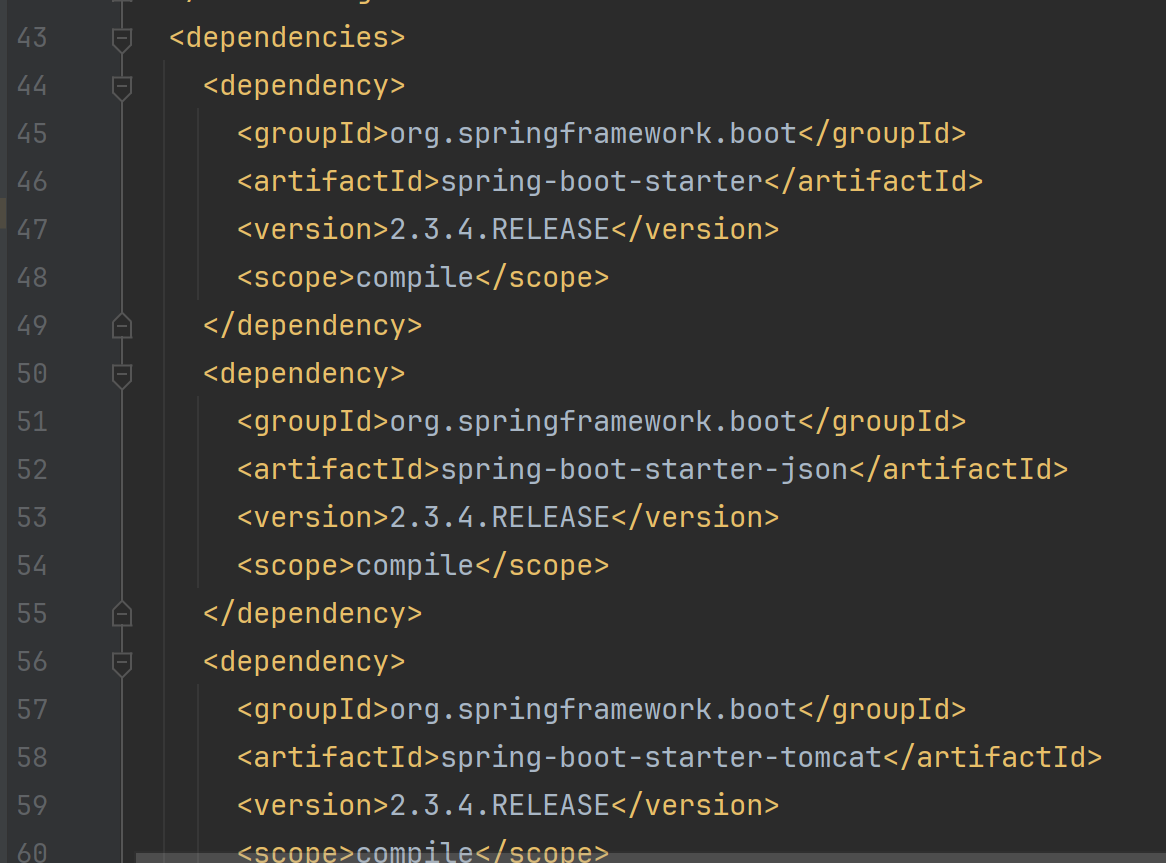 43 <dependencies>
44 <dependency>
45 <groupId>org.springframework.boot</groupId>
46 <artifactId>spring-boot-starter</artifactId>
47 <version>2.3.4.RELEASE</version>
48 <scope>compile</scope>
49 </dependency>
50 <dependency>
51 <groupId>org.springframework.boot</groupId>
52 <artifactId>spring-boot-starter-json</artifactId>
53 <version>2.3.4.RELEASE</version>
54 <scope>compile</scope>
55 </dependency>
56 <dependency>
57 <groupId>org.springframework.boot</groupId>
58 <artifactId>spring-boot-starter-tomcat</artifactId>
59 <version>2.3.4.RELEASE</version>
60 <scope>compile</scope>